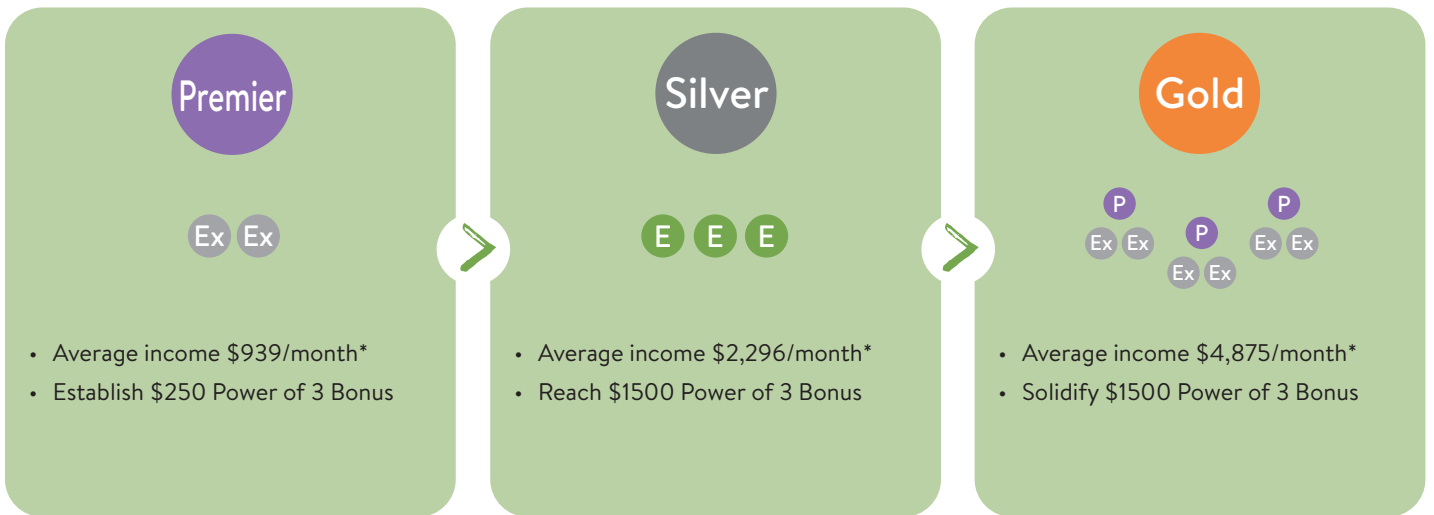 Premier
Ex Ex
• Average income $939/month*
• Establish $250 Power of 3 Bonus
Silver
E E E
• Average income $2,296/month*
• Reach $1500 Power of 3 Bonus
Gold
P P P
Ex Ex Ex Ex Ex Ex
• Average income $4,875/month*
• Solidify $1500 Power of 3 Bonus